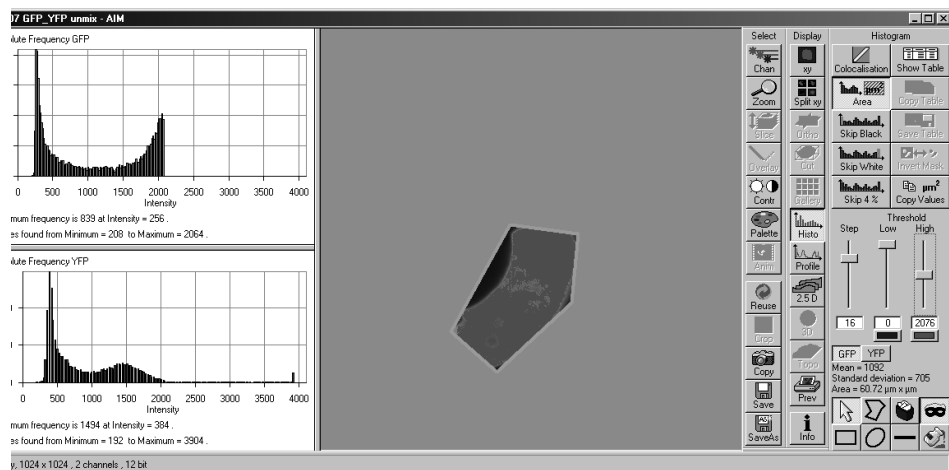 07 GFP_YFP unmix - AIM
lute Frequency GFP
0 500 1000 1500 2000 2500 3000 3500 4000
Intensity
mum frequency is 839 at Intensity = 256 .
es found from Minimum = 208 to Maximum = 2064 .
lute Frequency YFP
0 500 1000 1500 2000 2500 3000 3500 4000
Intensity
mum frequency is 1494 at Intensity = 384 .
es found from Minimum = 192 to Maximum = 3904 .
y, 1024 x 1024 , 2 channels , 12 bit
Select
Chan
Zoom
Slice
Overlay
Contr
Palette
Anim
Reuse
Crop
Copy
Save
SaveAs
Display
xy
Split xy
Ortho
Cut
Gallery
Histo
Profile
2.5 D
3D
Topo
Prev
Info
Histogram
Colocalisation Show Table
Area Copy Table
Skip Black Save Table
Skip White Invert Mask
Skip 4 % Copy Values
Threshold
Step Low High
16 0 2076
GFP YFP
Mean = 1092
Standard deviation = 705
Area = 60.72 µm x µm